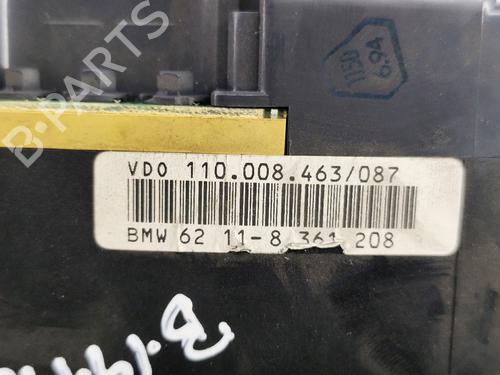 B-PARTS
VDO 110.008.463/087
BMW 62 11-8 361 208